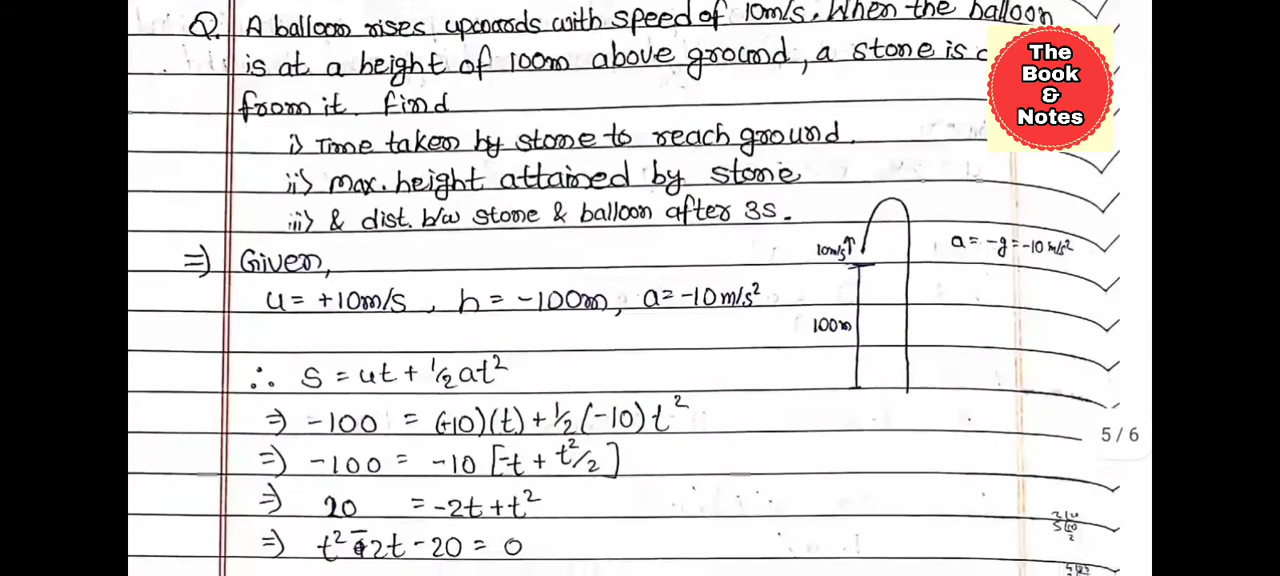 Q. A balloon rises upwards with speed of 10m/s. When the balloon
is at a height of 100m above ground, a stone is
from it. find
i) Time taken by stone to reach ground.
ii) max. height attained by stone
iii) & dist. b/w stone & balloon after 3s.
The
Book
&
Notes
⇒) Given,
u = +10m/s, h = -100m, a = -10m/s²
10m/s↑
a = -g = -10 m/s²
100m
∴ S = ut + 1/2 at²
⇒) -100 = (+10)(t) + 1/2 (-10) t²
⇒) -100 = -10 [-t + t²/2]
⇒) 20 = -2t + t²
⇒) t² - 2t - 20 = 0
5 / 6